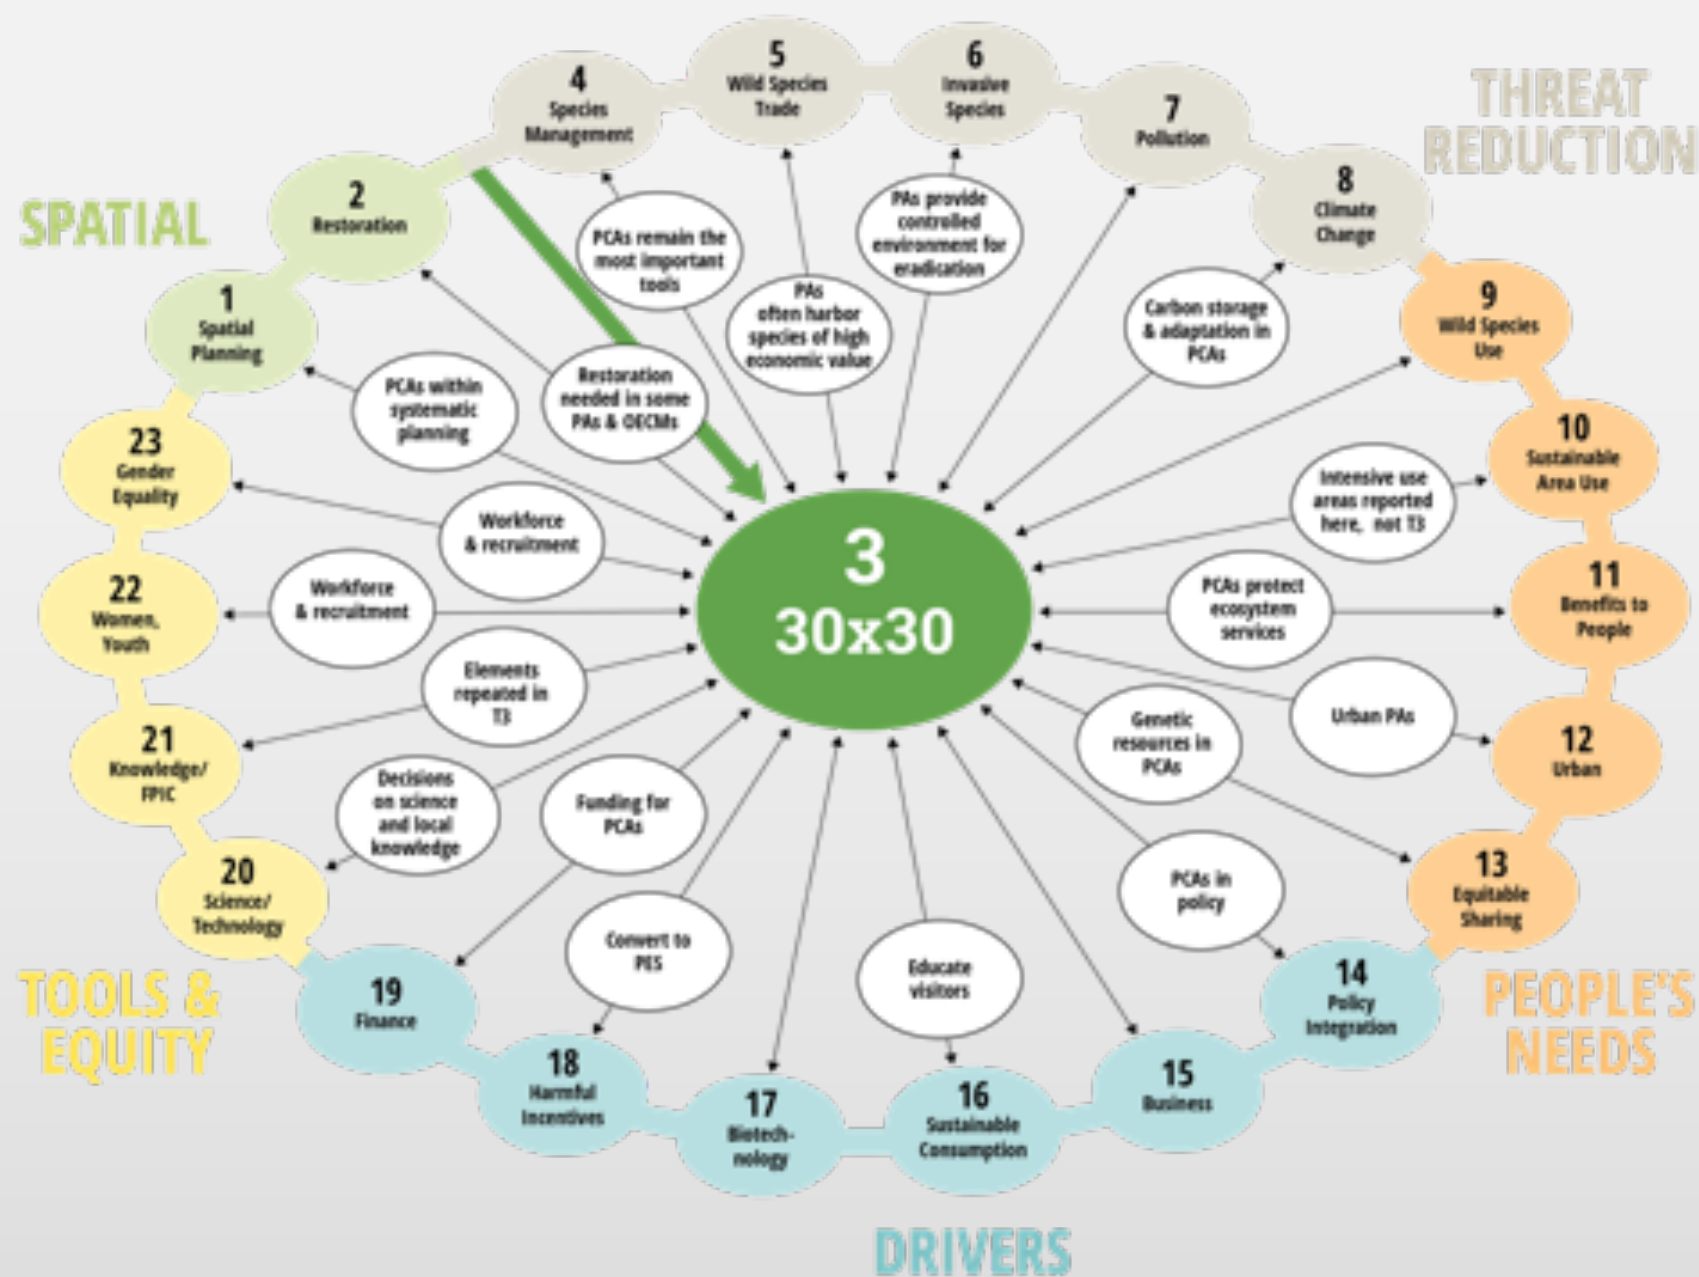 5
Wild Species
Trade
6
Invasive
Species
4
Species
Management
7
Pollution
THREAT
REDUCTION
8
Climate
Change
2
Restoration
SPATIAL
1
Spatial
Planning
9
Wild Species
Use
10
Sustainable
Area Use
23
Gender
Equality
11
Benefits to
People
22
Women,
Youth
12
Urban
21
Knowledge/
FPIC
13
Equitable
Sharing
20
Science/
Technology
TOOLS &
EQUITY
PEOPLE'S
NEEDS
19
Finance
14
Policy
Integration
18
Harmful
Incentives
15
Business
17
Biotech-
nology
16
Sustainable
Consumption
DRIVERS
3
30x30
PCAs remain the
most important
tools
PAs
often harbor
species of high
economic value
PAs provide
controlled
environment for
eradication
Carbon storage
& adaptation in
PCAs
Restoration
needed in some
PAs & OECMs
PCAs within
systematic
planning
Intensive use
areas reported
here, not T3
Workforce
& recruitment
Workforce
& recruitment
PCAs protect
ecosystem
services
Elements
repeated in
T3
Urban PAs
Genetic
resources in
PCAs
Decisions
on science
and local
knowledge
Funding for
PCAs
PCAs in
policy
Convert to
PES
Educate
visitors